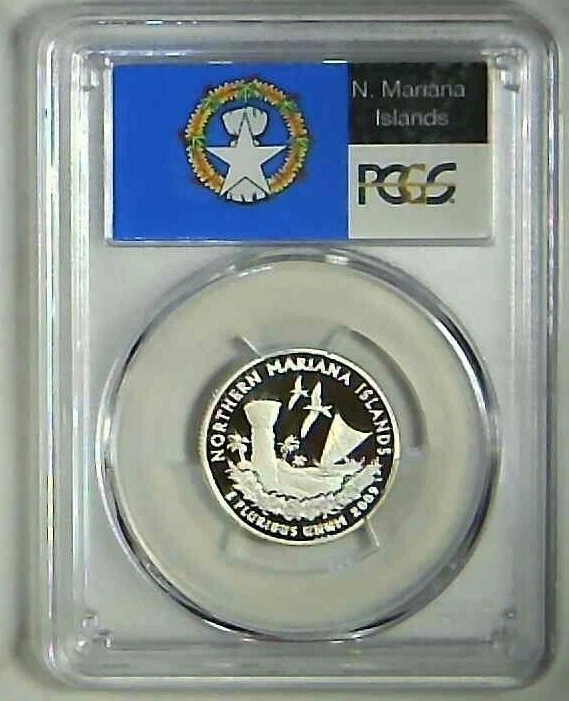 N. Mariana
Islands
PCGS
NORTHERN MARIANA ISLANDS
E PLURIBUS UNUM 2009